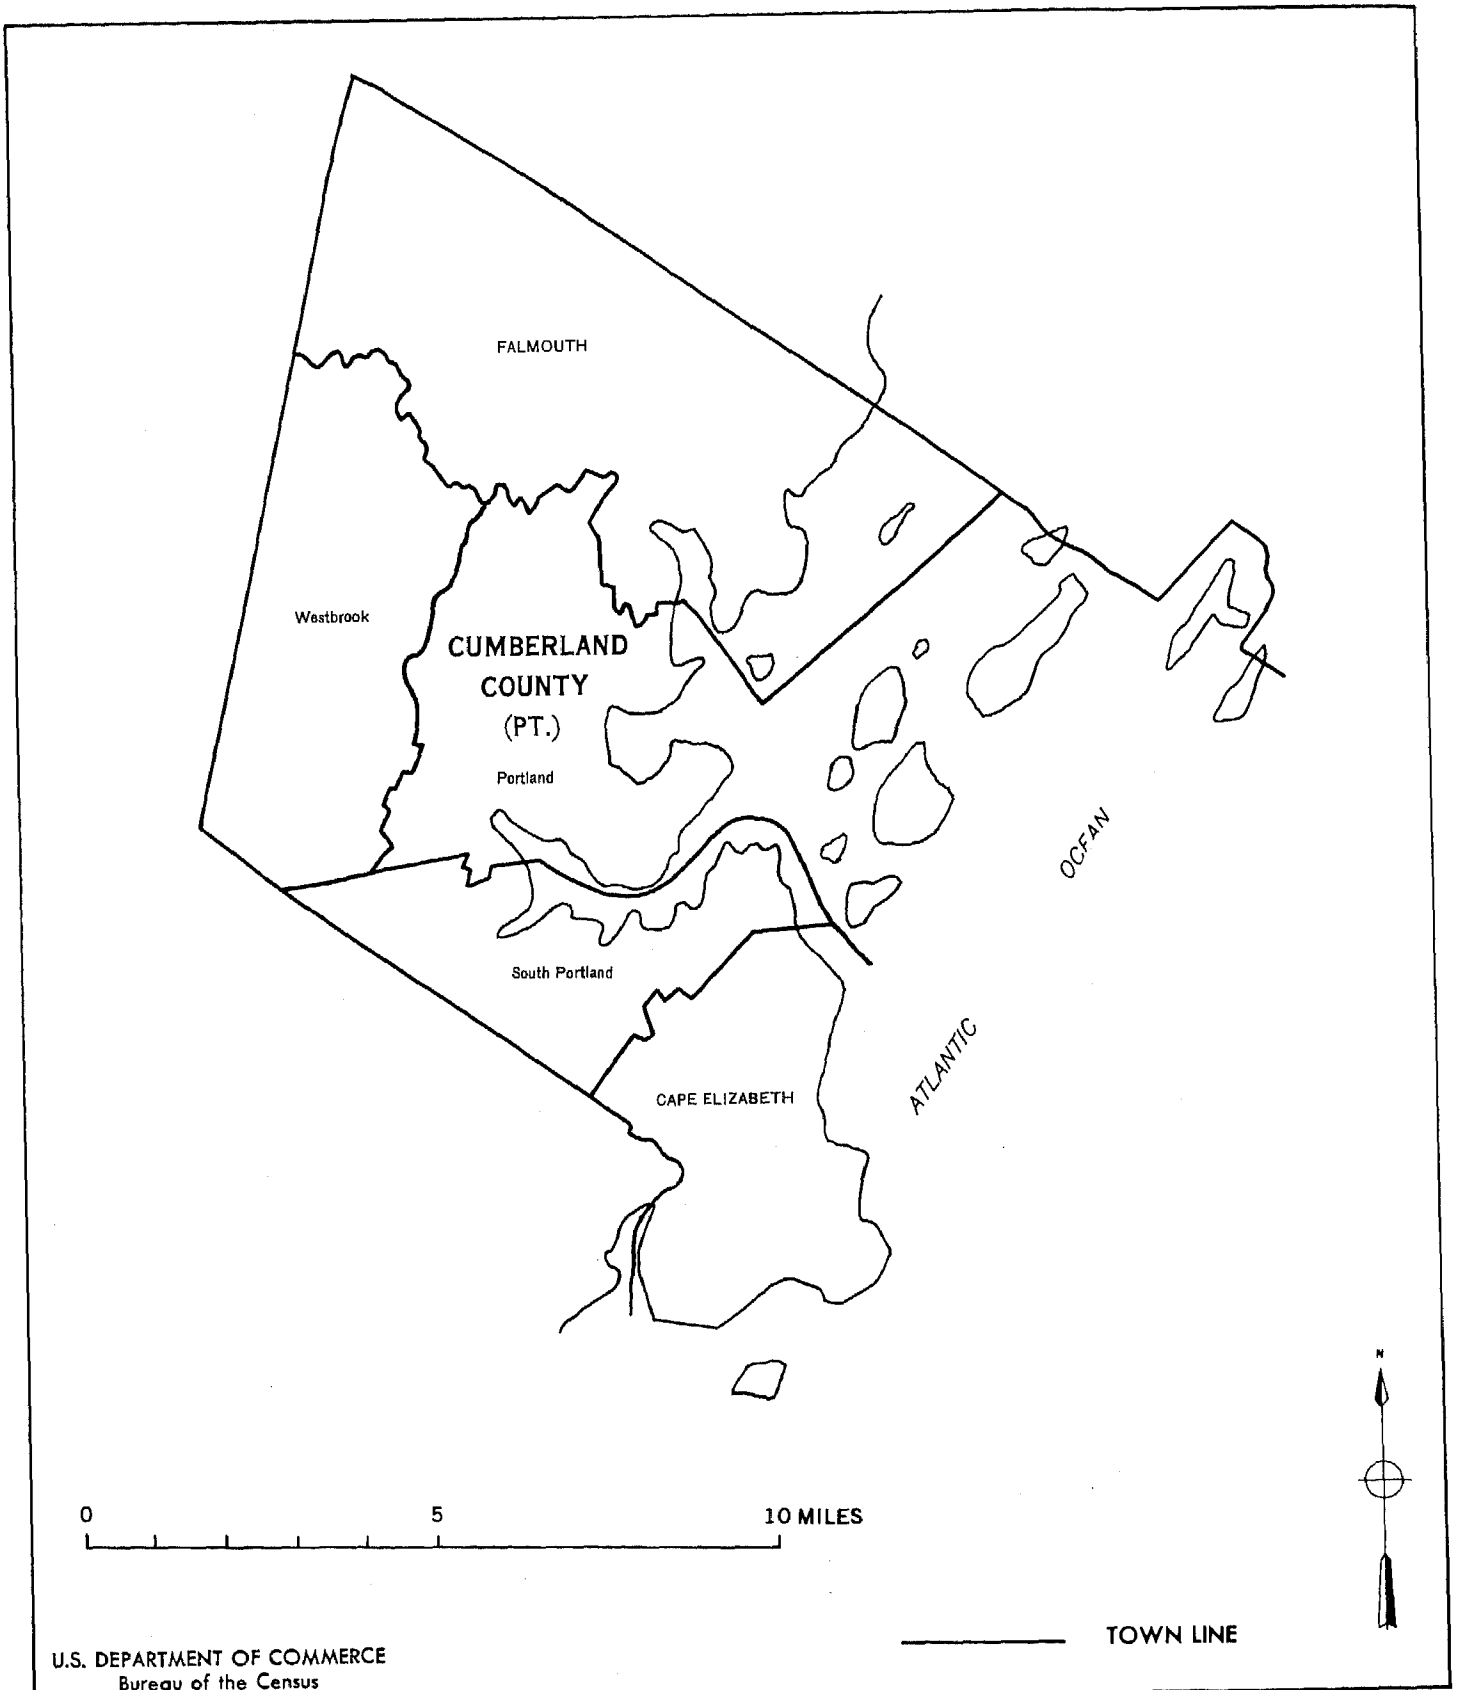 FALMOUTH
Westbrook
CUMBERLAND
COUNTY
(PT.)
Portland
OCEAN
South Portland
ATLANTIC
CAPE ELIZABETH
N
0 5 10 MILES
TOWN LINE
U.S. DEPARTMENT OF COMMERCE
Bureau of the Census